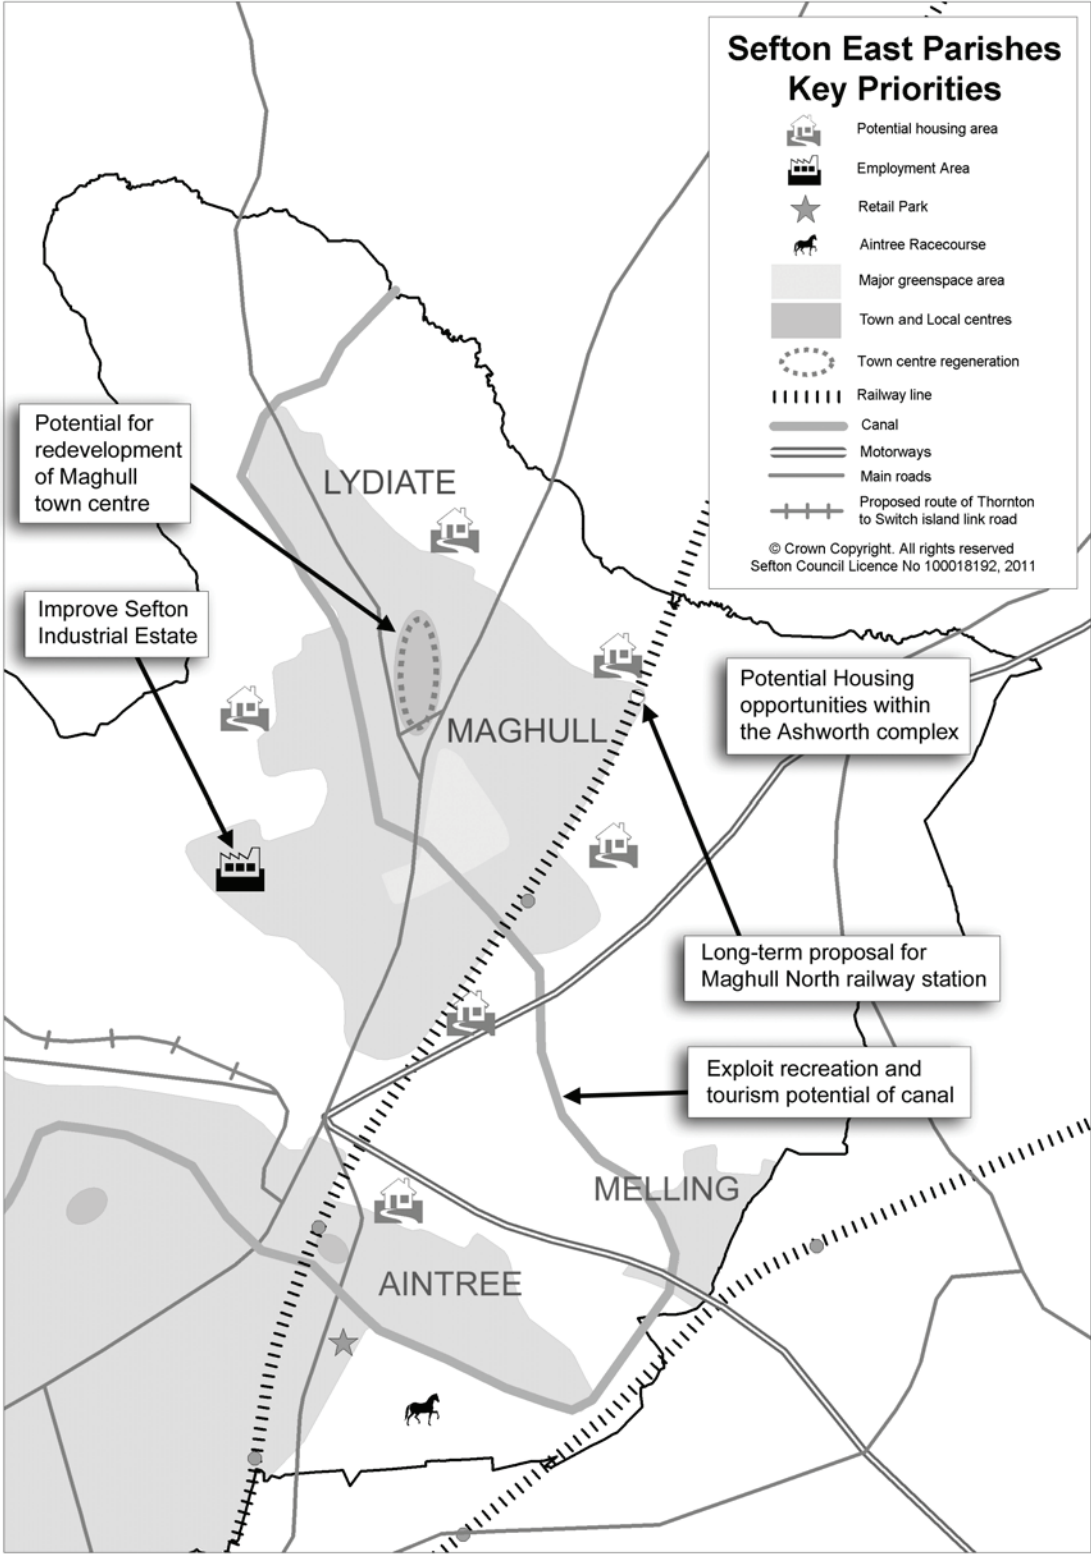 Sefton East Parishes
Key Priorities
Potential housing area
Employment Area
Retail Park
Aintree Racecourse
Major greenspace area
Town and Local centres
Town centre regeneration
Railway line
Canal
Motorways
Main roads
Proposed route of Thornton
to Switch island link road
© Crown Copyright. All rights reserved
Sefton Council Licence No 100018192, 2011
Potential for
redevelopment
of Maghull
town centre
LYDIATE
Improve Sefton
Industrial Estate
Potential Housing
opportunities within
the Ashworth complex
MAGHULL
Long-term proposal for
Maghull North railway station
Exploit recreation and
tourism potential of canal
MELLING
AINTREE